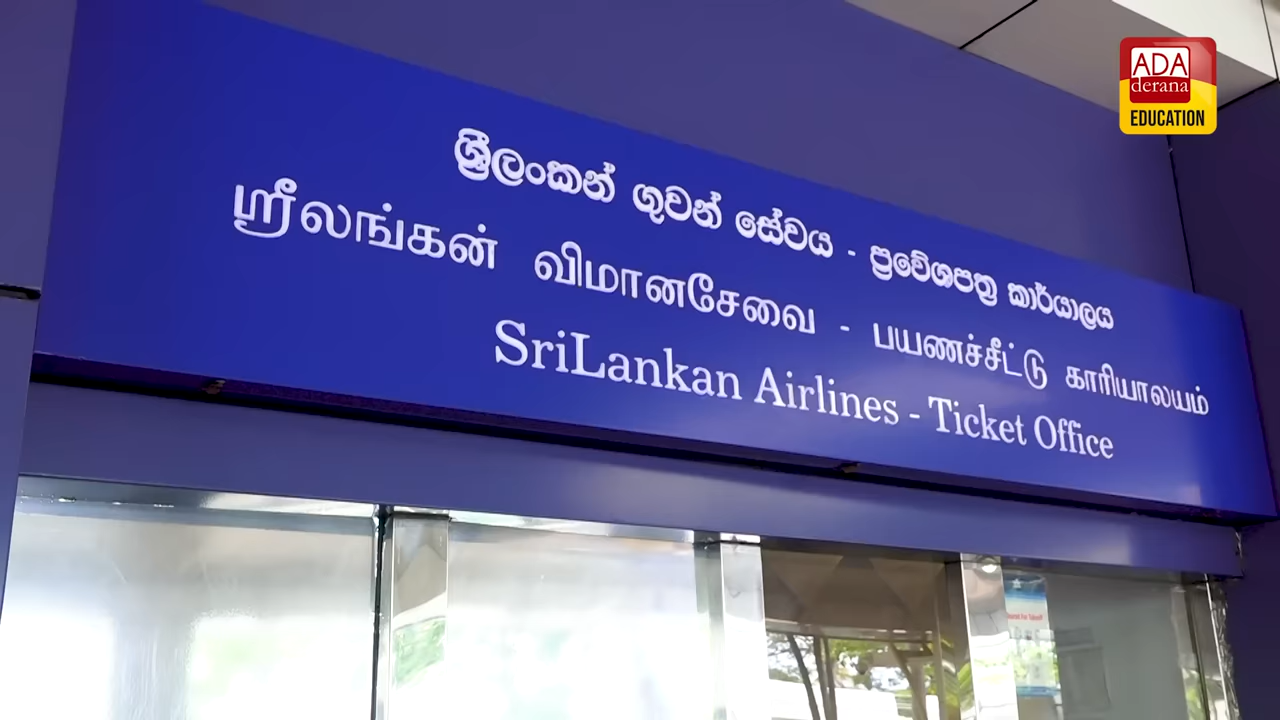 ADA
derana
EDUCATION
ශ්‍රීලංකන් ගුවන් සේවය - ප්‍රවේශපත්‍ර කාර්යාලය
ஸ்ரீலங்கன் விமானசேவை - பயணச்சீட்டு காரியாலயம்
SriLankan Airlines - Ticket Office